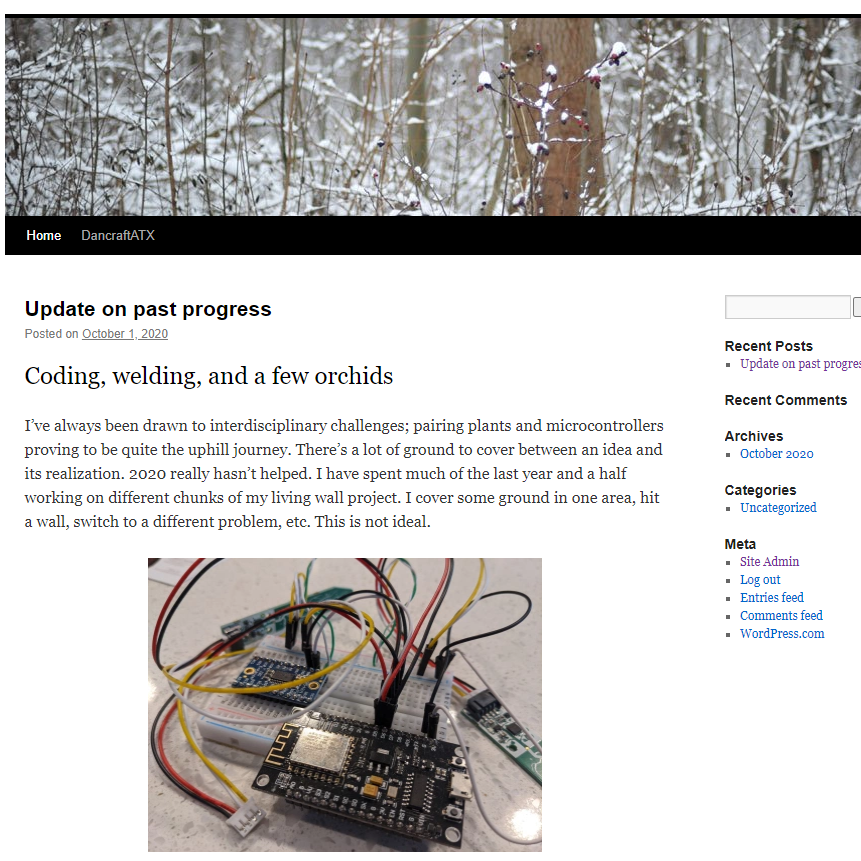 Home DancraftATX
Update on past progress
Posted on October 1, 2020
Coding, welding, and a few orchids
I’ve always been drawn to interdisciplinary challenges; pairing plants and microcontrollers
proving to be quite the uphill journey. There’s a lot of ground to cover between an idea and
its realization. 2020 really hasn’t helped. I have spent much of the last year and a half
working on different chunks of my living wall project. I cover some ground in one area, hit
a wall, switch to a different problem, etc. This is not ideal.
Recent Posts
Update on past progres
Recent Comments
Archives
October 2020
Categories
Uncategorized
Meta
Site Admin
Log out
Entries feed
Comments feed
WordPress.com